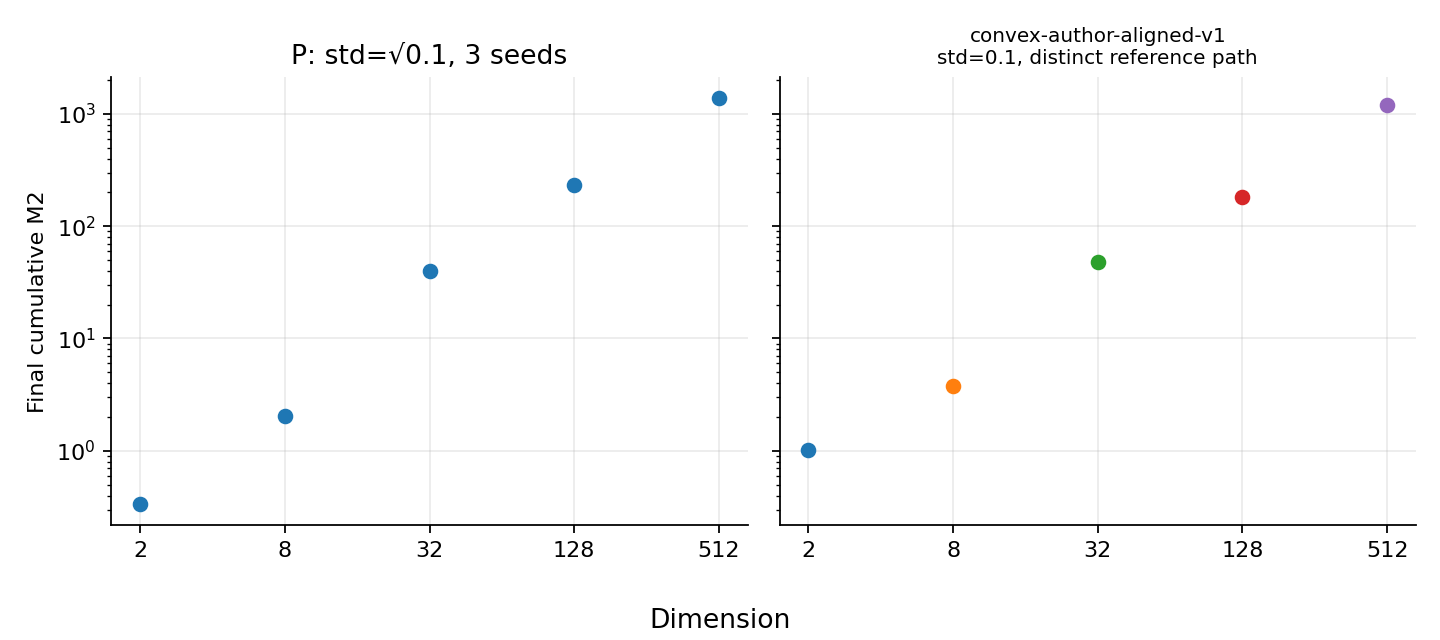 P: std=√0.1, 3 seeds
convex-author-aligned-v1
std=0.1, distinct reference path
Final cumulative M2
10³
10²
10¹
10⁰
2 8 32 128 512
2 8 32 128 512
Dimension